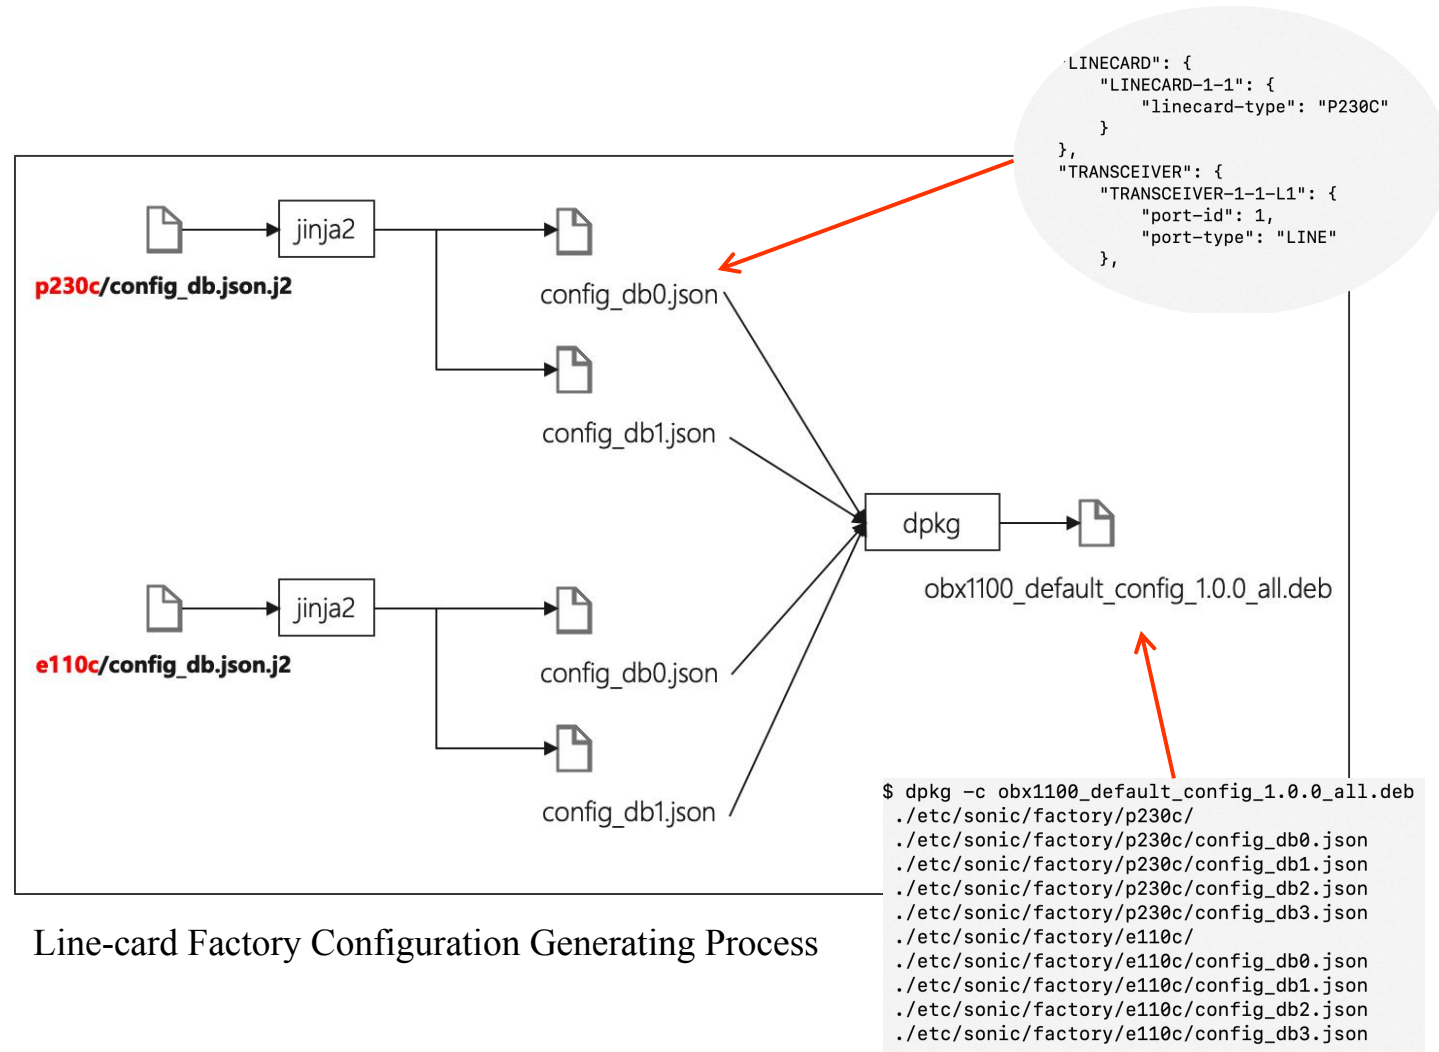 "LINECARD": {
"LINECARD-1-1": {
"linecard-type": "P230C"
}
},
"TRANSCEIVER": {
"TRANSCEIVER-1-1-L1": {
"port-id": 1,
"port-type": "LINE"
},
jinja2
p230c/config_db.json.j2
config_db0.json
config_db1.json
dpkg
obx1100_default_config_1.0.0_all.deb
jinja2
e110c/config_db.json.j2
config_db0.json
config_db1.json
$ dpkg -c obx1100_default_config_1.0.0_all.deb
./etc/sonic/factory/p230c/
./etc/sonic/factory/p230c/config_db0.json
./etc/sonic/factory/p230c/config_db1.json
./etc/sonic/factory/p230c/config_db2.json
./etc/sonic/factory/p230c/config_db3.json
./etc/sonic/factory/e110c/
./etc/sonic/factory/e110c/config_db0.json
./etc/sonic/factory/e110c/config_db1.json
./etc/sonic/factory/e110c/config_db2.json
./etc/sonic/factory/e110c/config_db3.json
Line-card Factory Configuration Generating Process